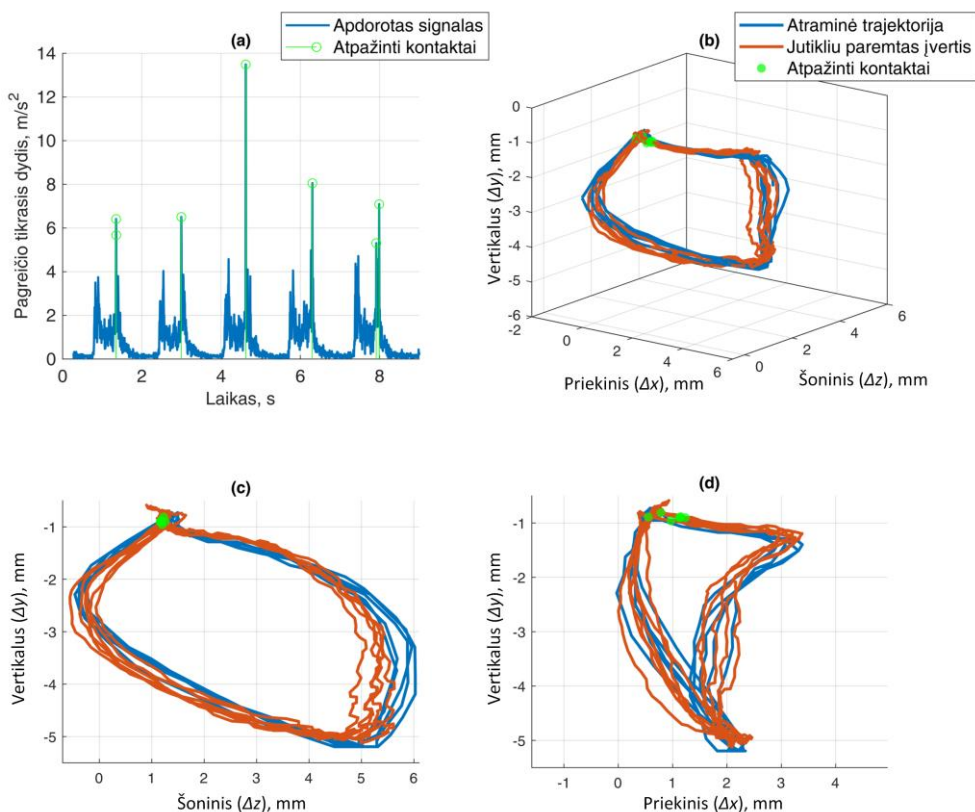 (a)
Apdorotas signalas
Atpažinti kontaktai
Pagreičio tikrasis dydis, m/s²
14
12
10
8
6
4
2
0
0 2 4 6 8
Laikas, s
(b)
Atraminė trajektorija
Jutikliu paremtas įvertis
Atpažinti kontaktai
Vertikalus (Δy), mm
0
-1
-2
-3
-4
-5
-6
-2 0 2 4 6
Priekinis (Δx), mm
0 2 4 6
Šoninis (Δz), mm
(c)
Vertikalus (Δy), mm
-1
-2
-3
-4
-5
0 1 2 3 4 5 6
Šoninis (Δz), mm
(d)
Vertikalus (Δy), mm
-1
-2
-3
-4
-5
-1 0 1 2 3 4
Priekinis (Δx), mm